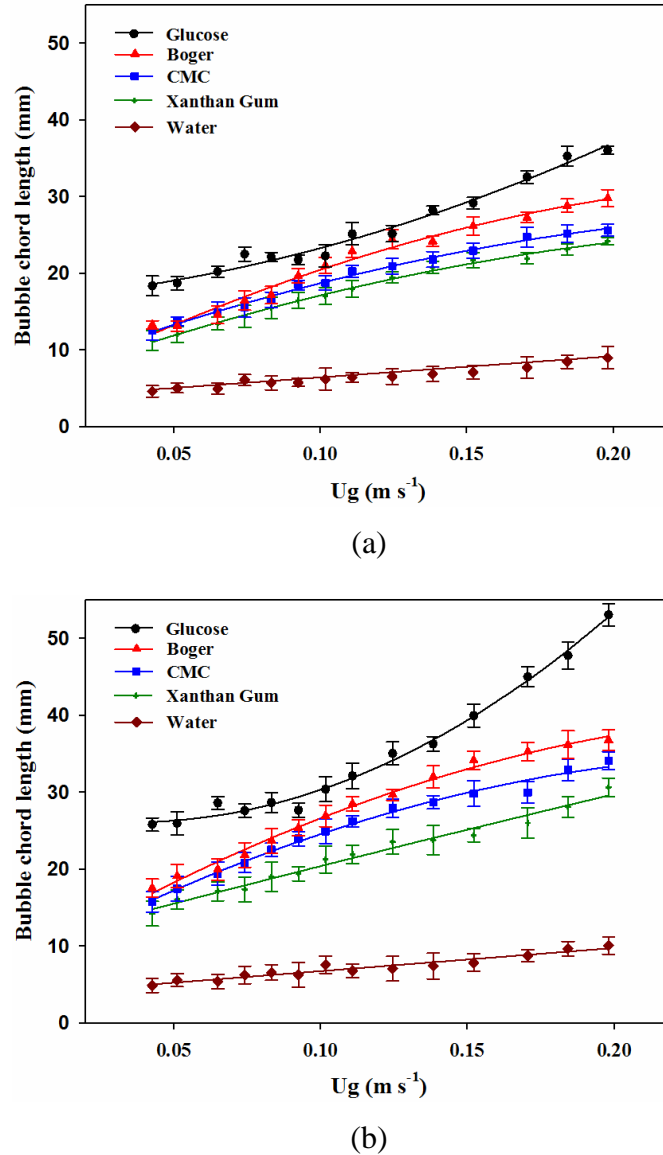 50
40
30
20
10
0
Bubble chord length (mm)
Glucose
Boger
CMC
Xanthan Gum
Water
0.05 0.10 0.15 0.20
Ug (m s⁻¹)
(a)
50
40
30
20
10
0
Bubble chord length (mm)
Glucose
Boger
CMC
Xanthan Gum
Water
0.05 0.10 0.15 0.20
Ug (m s⁻¹)
(b)